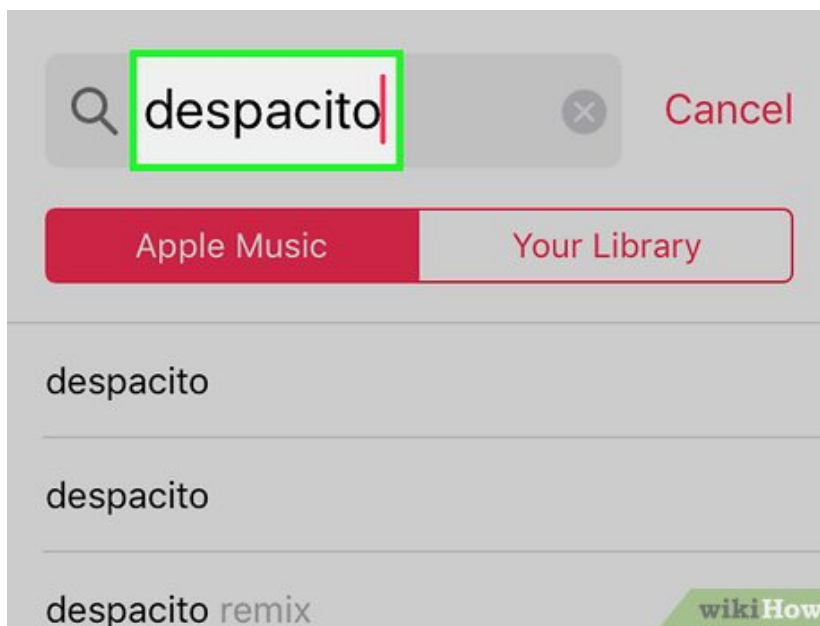 despacito Cancel
Apple Music Your Library
despacito
despacito
despacito remix
wikiHow